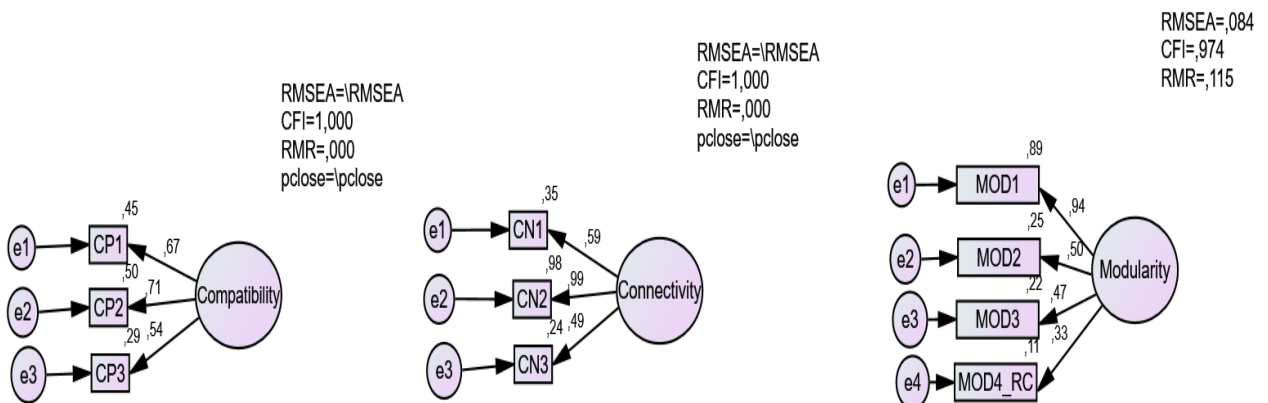 RMSEA=\RMSEA
CFI=1,000
RMR=,000
pclose=\pclose
,45
e1
CP1
,67
,50
e2
CP2
,71
,29
e3
CP3
,54
Compatibility
RMSEA=\RMSEA
CFI=1,000
RMR=,000
pclose=\pclose
,35
e1
CN1
,59
,98
e2
CN2
,99
,24
e3
CN3
,49
Connectivity
RMSEA=,084
CFI=,974
RMR=,115
,89
e1
MOD1
,94
,25
e2
MOD2
,50
,22
e3
MOD3
,47
,11
e4
MOD4_RC
,33
Modularity